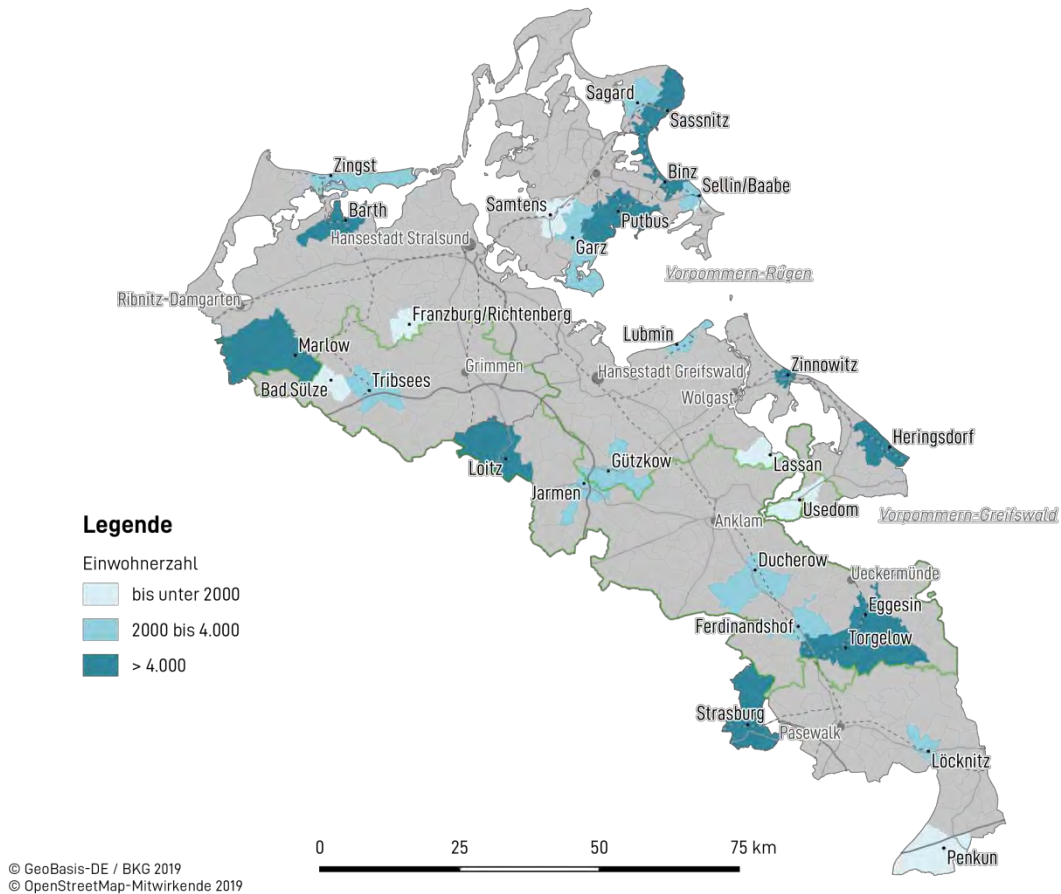 Sagard
Sassnitz
Zingst
Binz
Sellin/Baabe
Samtens
Barth
Putbus
Hansestadt Stralsund
Garz
Vorpommern-Rügen
Ribnitz-Damgarten
Franzburg/Richtenberg
Lubmin
Marlow
Zinnowitz
Grimmen
Hansestadt Greifswald
Bad Sülze
Tribsees
Wolgast
Heringsdorf
Loitz
Gützkow
Lassan
Jarmen
Usedom
Vorpommern-Greifswald
Anklam
Legende
Einwohnerzahl
bis unter 2000
2000 bis 4.000
> 4.000
Ducherow
Ueckermünde
Eggesin
Ferdinandshof
Torgelow
Strasburg
Pasewalk
Löcknitz
Penkun
0 25 50 75 km
© GeoBasis-DE / BKG 2019
© OpenStreetMap-Mitwirkende 2019